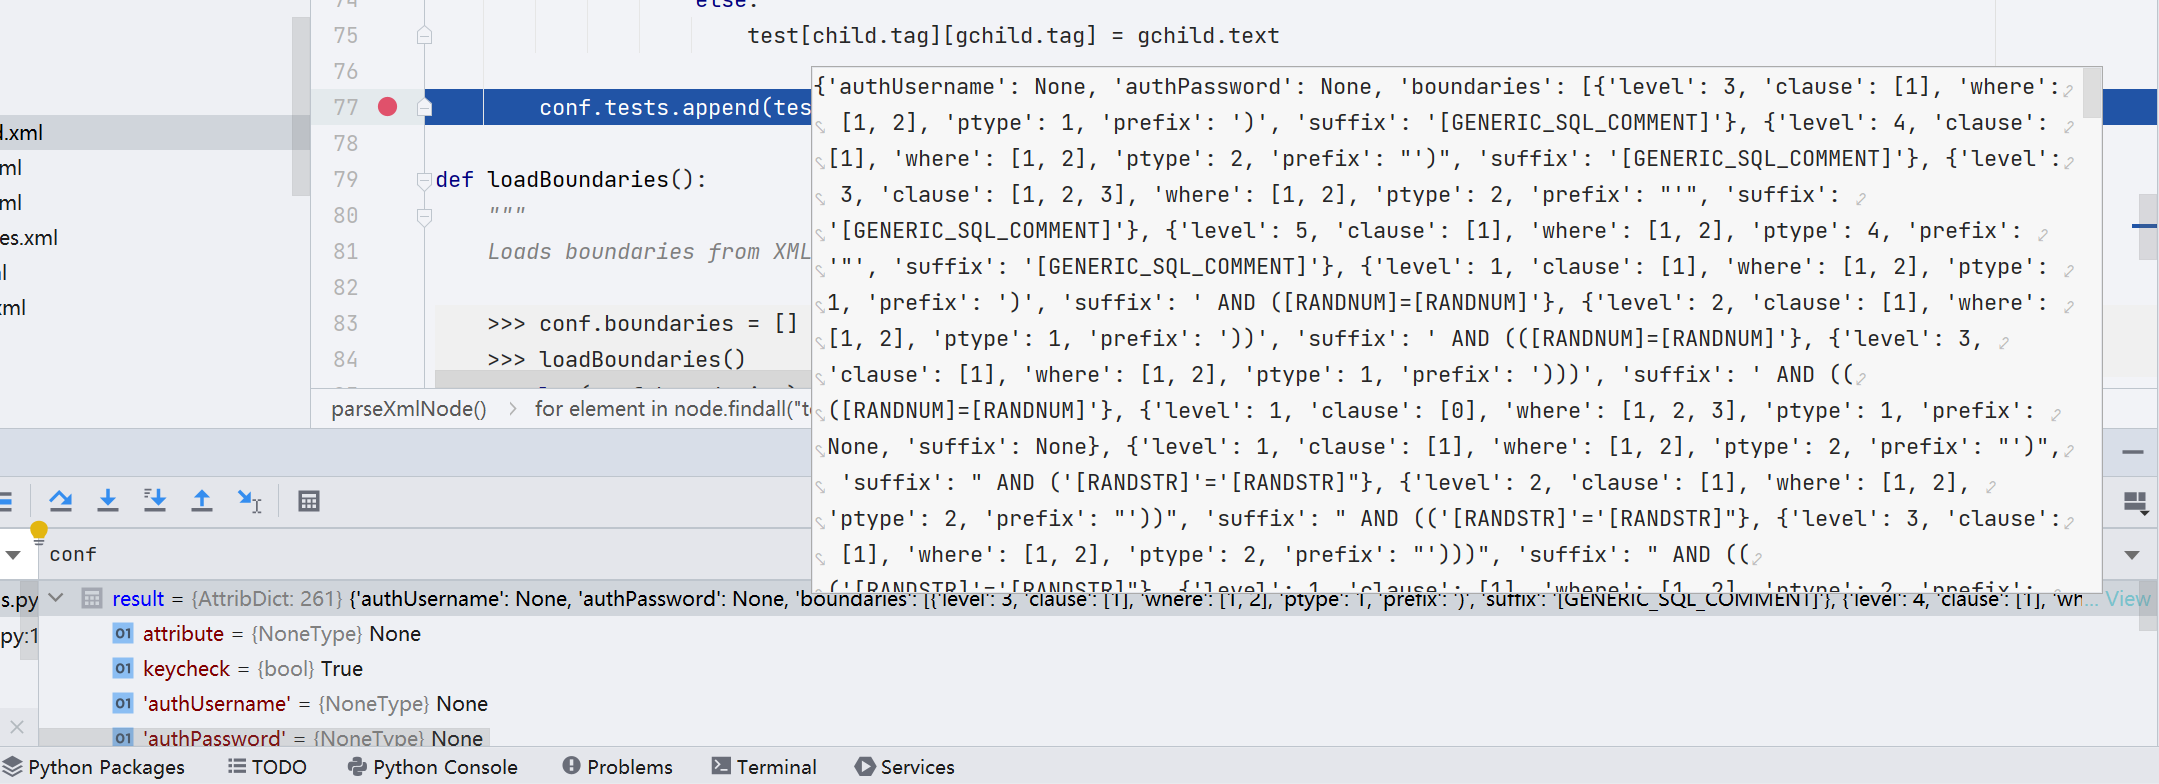 74 else:
75 test[child.tag][gchild.tag] = gchild.text
76
77 conf.tests.append(tes
78
79 def loadBoundaries():
80 """
81 Loads boundaries from XML
82
83 >>> conf.boundaries = []
84 >>> loadBoundaries()
parseXmlNode() > for element in node.findall("te
d.xml
ml
ml
es.xml
l
xml
{'authUsername': None, 'authPassword': None, 'boundaries': [{'level': 3, 'clause': [1], 'where':
[1, 2], 'ptype': 1, 'prefix': ')', 'suffix': '[GENERIC_SQL_COMMENT]'}, {'level': 4, 'clause':
[1], 'where': [1, 2], 'ptype': 2, 'prefix': "')", 'suffix': '[GENERIC_SQL_COMMENT]'}, {'level':
3, 'clause': [1, 2, 3], 'where': [1, 2], 'ptype': 2, 'prefix': "'", 'suffix':
'[GENERIC_SQL_COMMENT]'}, {'level': 5, 'clause': [1], 'where': [1, 2], 'ptype': 4, 'prefix':
'"', 'suffix': '[GENERIC_SQL_COMMENT]'}, {'level': 1, 'clause': [1], 'where': [1, 2], 'ptype':
1, 'prefix': ')', 'suffix': ' AND ([RANDNUM]=[RANDNUM]'}, {'level': 2, 'clause': [1], 'where':
[1, 2], 'ptype': 1, 'prefix': '))', 'suffix': ' AND (([RANDNUM]=[RANDNUM]'}, {'level': 3,
'clause': [1], 'where': [1, 2], 'ptype': 1, 'prefix': ')))', 'suffix': ' AND ((
([RANDNUM]=[RANDNUM]'}, {'level': 1, 'clause': [0], 'where': [1, 2, 3], 'ptype': 1, 'prefix':
None, 'suffix': None}, {'level': 1, 'clause': [1], 'where': [1, 2], 'ptype': 2, 'prefix': "')",
'suffix': " AND ('[RANDSTR]'='[RANDSTR]"}, {'level': 2, 'clause': [1], 'where': [1, 2],
'ptype': 2, 'prefix': "'))", 'suffix': " AND (('[RANDSTR]'='[RANDSTR]"}, {'level': 3, 'clause':
[1], 'where': [1, 2], 'ptype': 2, 'prefix': "')))", 'suffix': " AND ((
('[RANDSTR]'='[RANDSTR]"}, {'level': 1, 'clause': [1], 'where': [1, 2], 'ptype': 2, 'prefix':
conf
s.py
py:1
result = {AttribDict: 261} {'authUsername': None, 'authPassword': None, 'boundaries': [{'level': 3, 'clause': [1], 'where': [1, 2], 'ptype': 1, 'prefix': ')', 'suffix': '[GENERIC_SQL_COMMENT]'}, {'level': 4, 'clause': [1], 'wh... View
01 attribute = {NoneType} None
01 keycheck = {bool} True
01 'authUsername' = {NoneType} None
01 'authPassword' = {NoneType} None
Python Packages TODO Python Console Problems Terminal Services